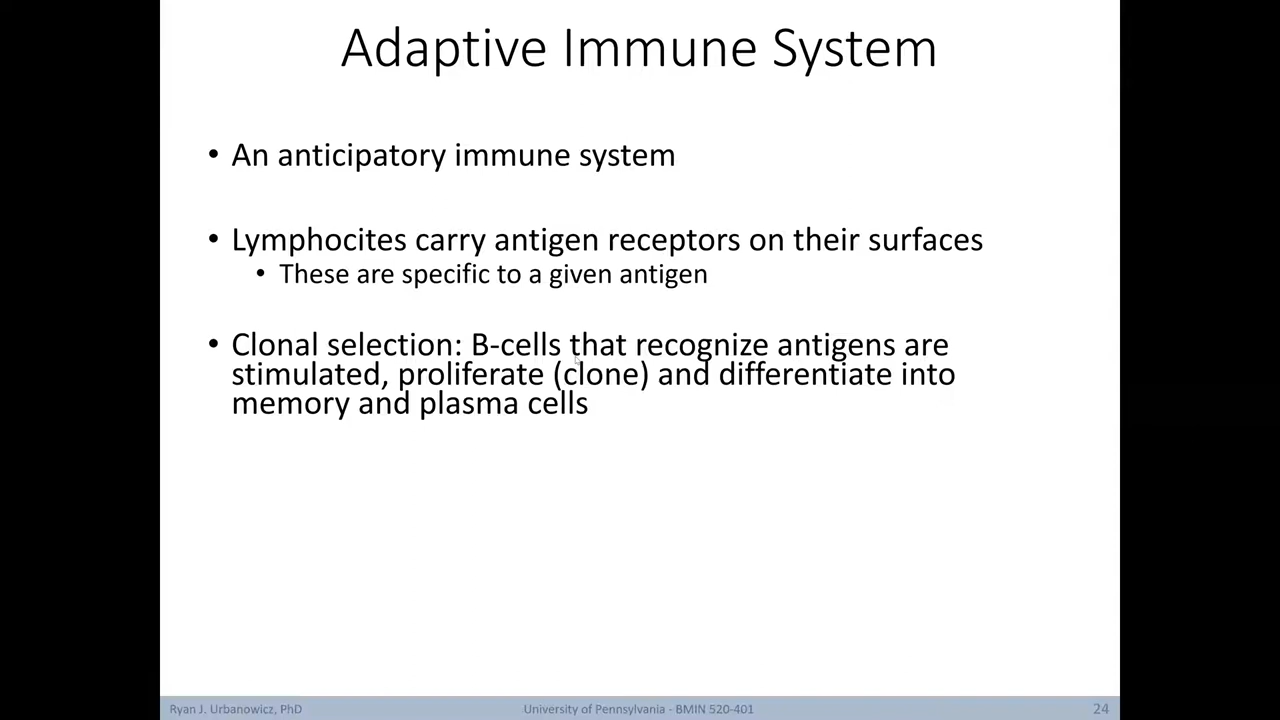 Adaptive Immune System
• An anticipatory immune system
• Lymphocites carry antigen receptors on their surfaces
• These are specific to a given antigen
• Clonal selection: B-cells that recognize antigens are
stimulated, proliferate (clone) and differentiate into
memory and plasma cells
Ryan J. Urbanowicz, PhD
University of Pennsylvania - BMIN 520-401
24